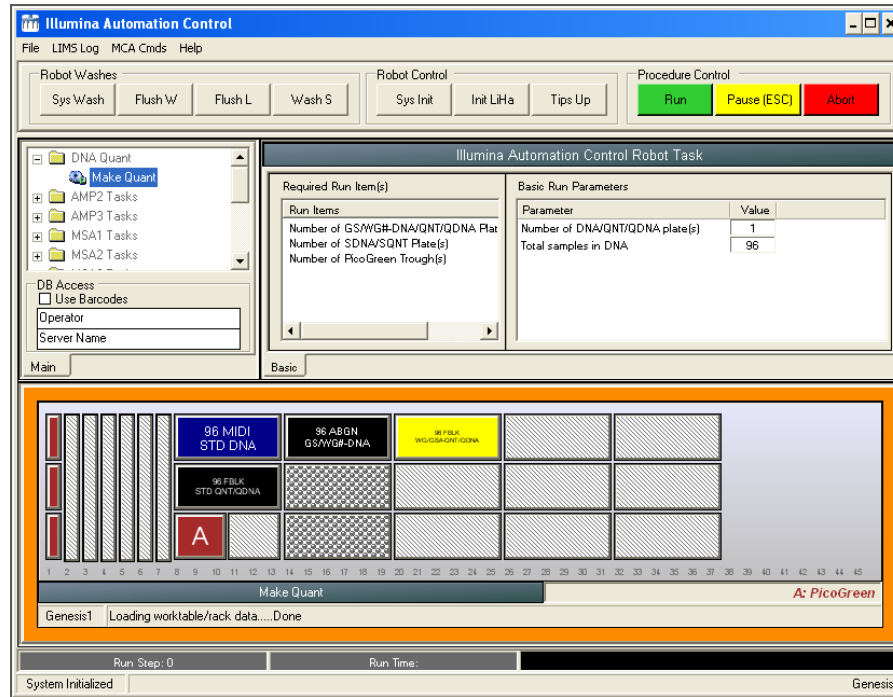 Illumina Automation Control
File LIMS Log MCA Cmds Help
Robot Washes
Sys Wash Flush W Flush L Wash S
Robot Control
Sys Init Init LiHa Tips Up
Procedure Control
Run Pause (ESC) Abort
DNA Quant
Make Quant
AMP2 Tasks
AMP3 Tasks
MSA1 Tasks
MSA2 Tasks
DB Access
Use Barcodes
Operator
Server Name
Main
Illumina Automation Control Robot Task
Required Run Item(s)
Run Items
Number of GS/WG#-DNA/QNT/QDNA Plat
Number of SDNA/SQNT Plate(s)
Number of PicoGreen Trough(s)
Basic Run Parameters
Parameter Value
Number of DNA/QNT/QDNA plate(s) 1
Total samples in DNA 96
Basic
96 MIDI
STD DNA
96 ABGN
GS/WG#-DNA
96 FBLK
96 FBLK
STD QNT/QDNA
A
1 2 3 4 5 6 7 8 9 10 11 12 13 14 15 16 17 18 19 20 21 22 23 24 25 26 27 28 29 30 31 32 33 34 35 36 37 38 39 40 41 42 43 44 45
Make Quant A: PicoGreen
Genesis1 Loading worktable/rack data.....Done
Run Step: 0 Run Time:
System Initialized Genesis